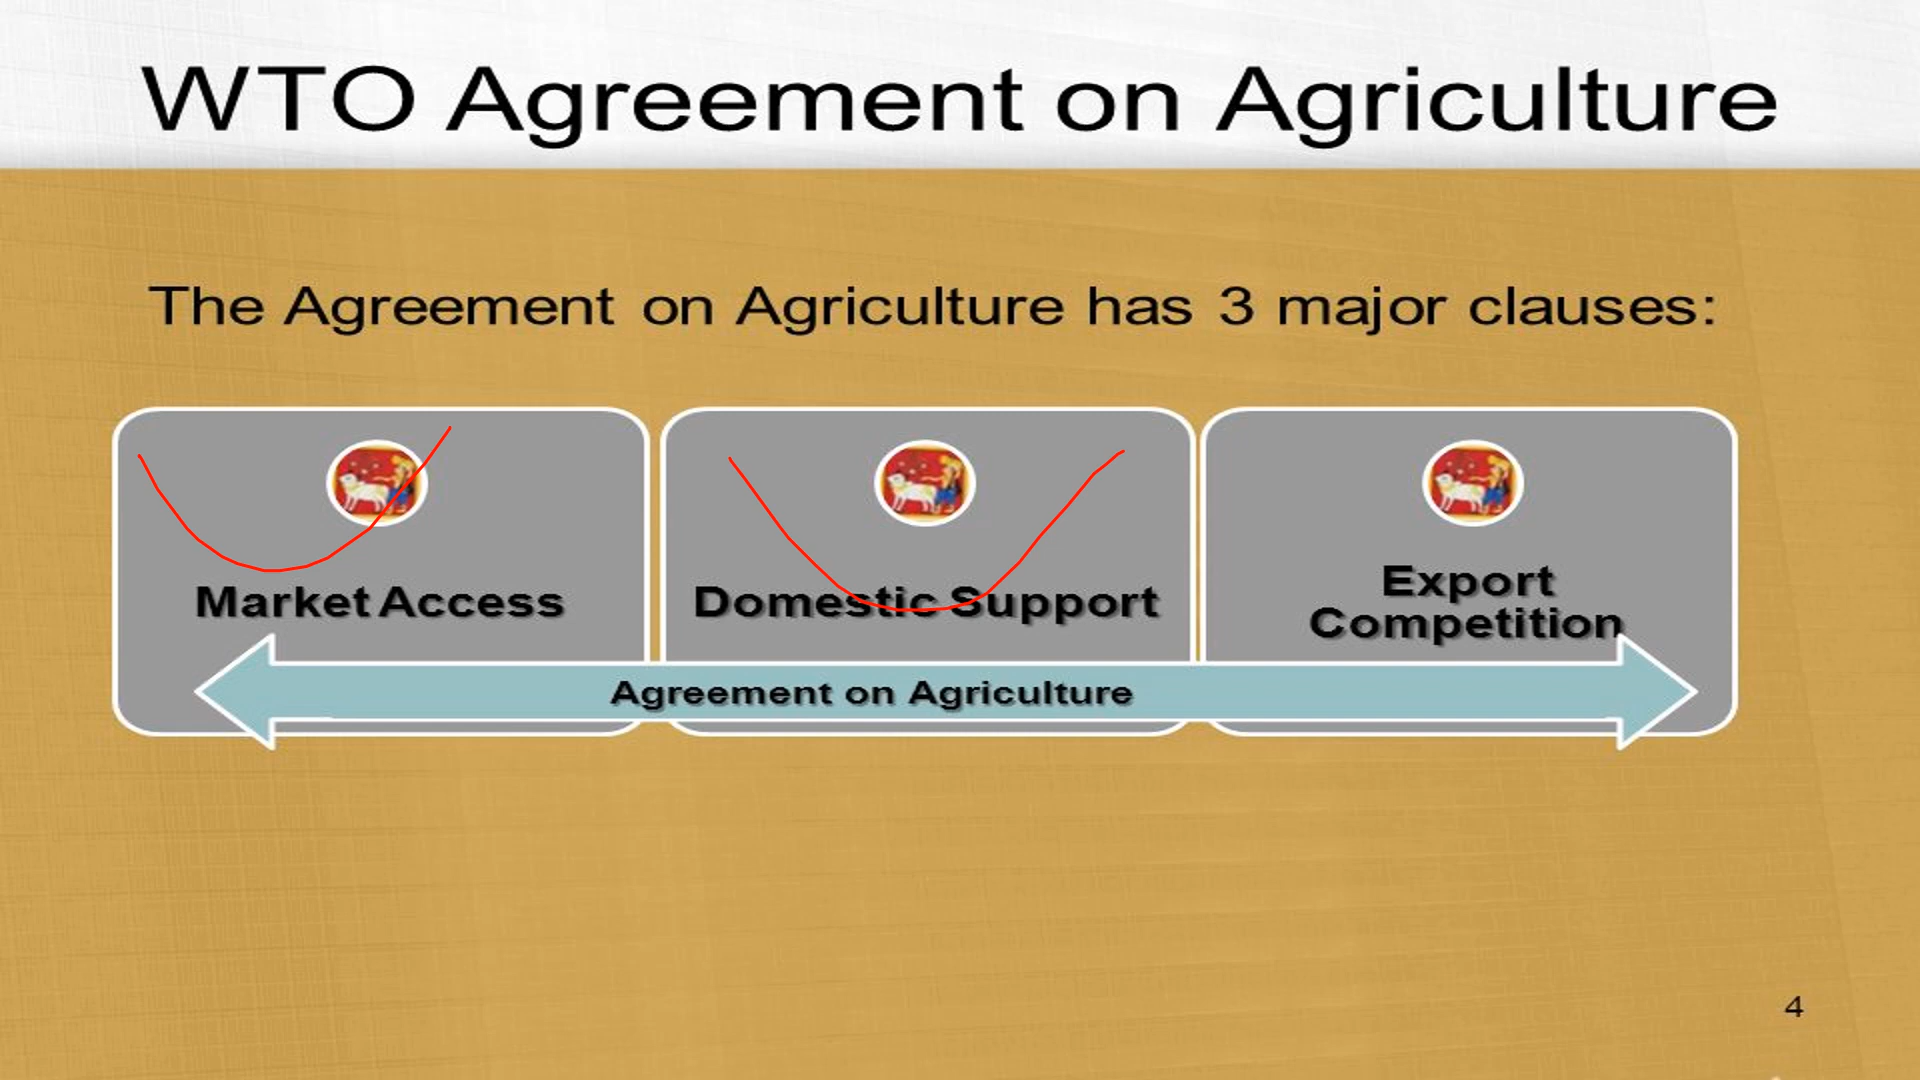 WTO Agreement on Agriculture
The Agreement on Agriculture has 3 major clauses:
Market Access
Domestic Support
Export
Competition
Agreement on Agriculture
4